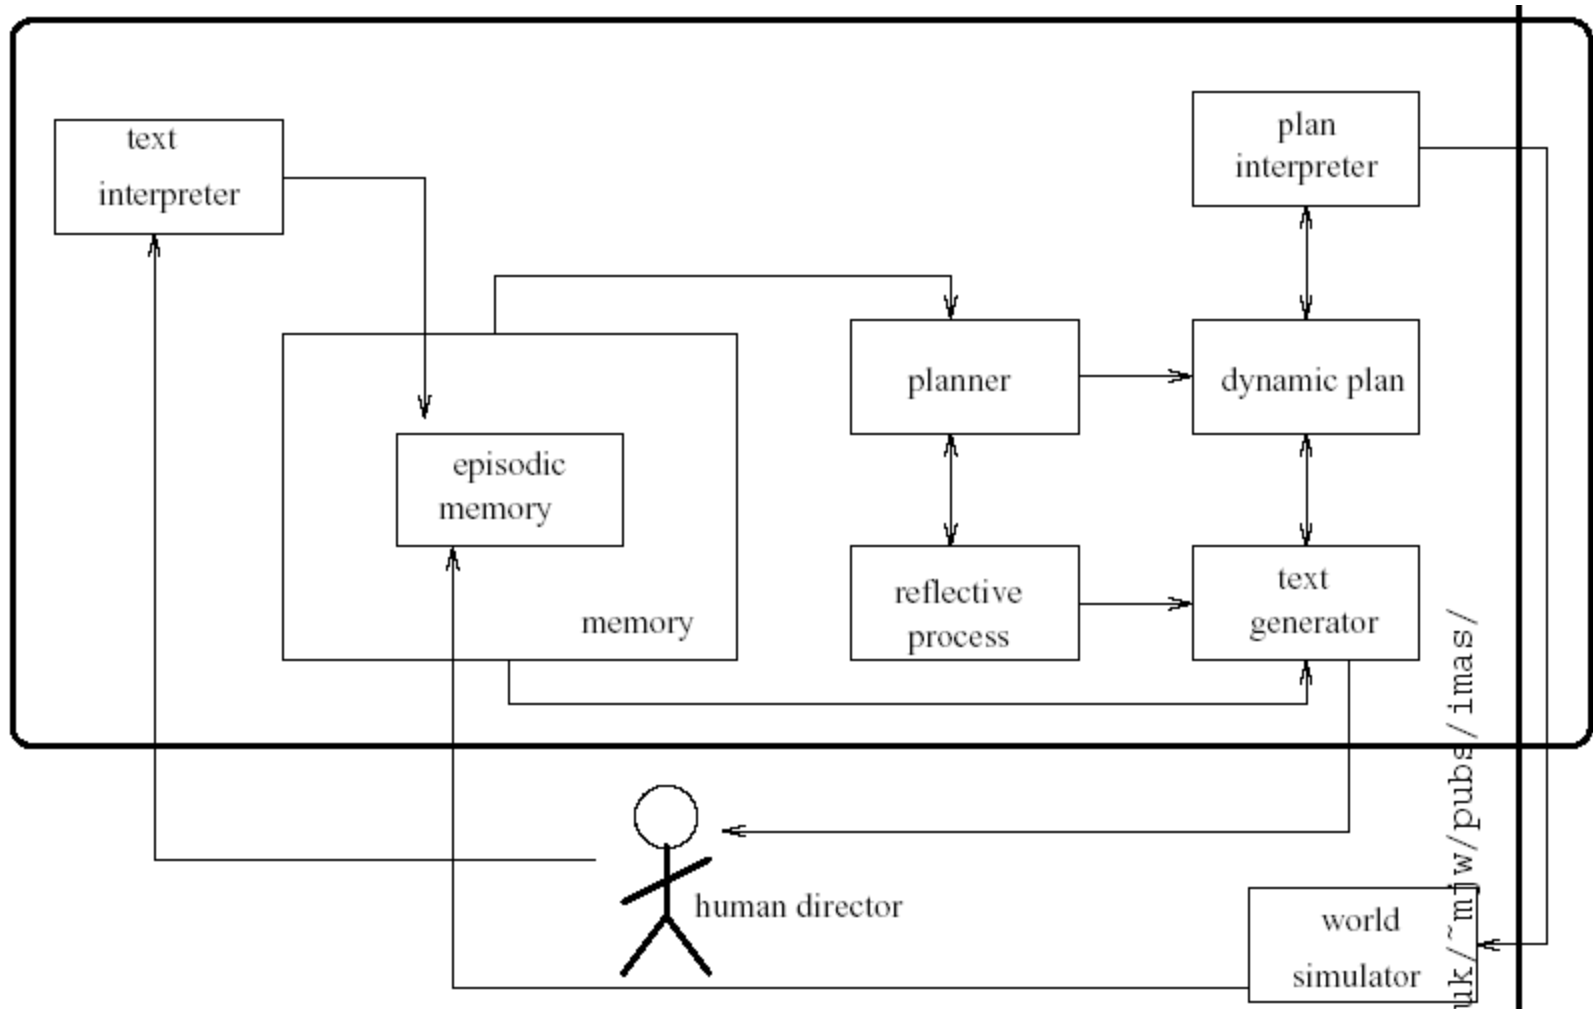 text
interpreter
plan
interpreter
planner
dynamic plan
episodic
memory
memory
reflective
process
text
generator
human director
world
simulator
uk/~mjw/pubs/imas/